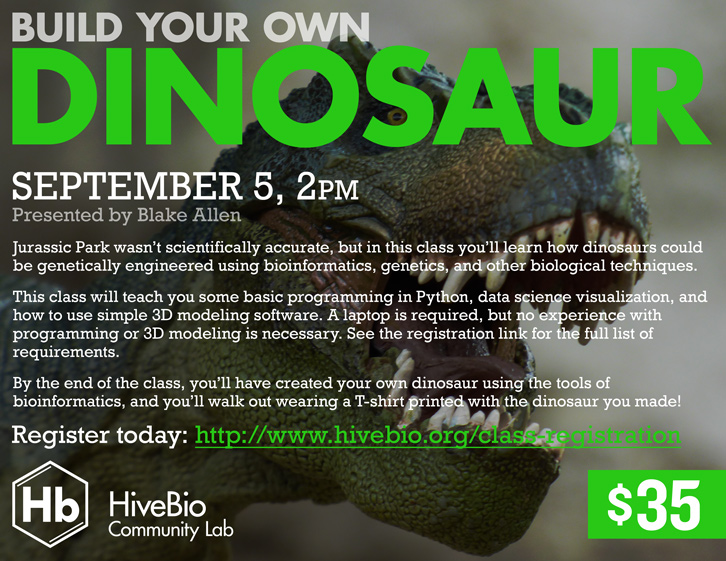 BUILD YOUR OWN
DINOSAUR
SEPTEMBER 5, 2PM
Presented by Blake Allen
Jurassic Park wasn't scientifically accurate, but in this class you'll learn how dinosaurs could
be genetically engineered using bioinformatics, genetics, and other biological techniques.
This class will teach you some basic programming in Python, data science visualization, and
how to use simple 3D modeling software. A laptop is required, but no experience with
programming or 3D modeling is necessary. See the registration link for the full list of
requirements.
By the end of the class, you'll have created your own dinosaur using the tools of
bioinformatics, and you'll walk out wearing a T-shirt printed with the dinosaur you made!
Register today: http://www.hivebio.org/class-registration
Hb
HiveBio
Community Lab
$35